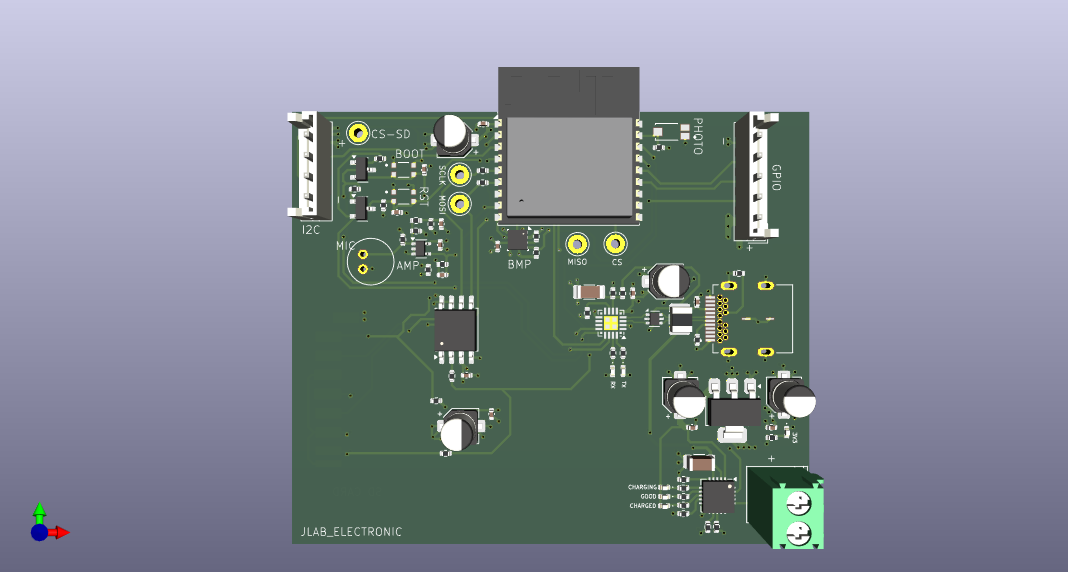 CS-SD
BOOT
PHOTO
SCLK
GPIO
RST
MOSI
I2C
MIC
AMP
BMP
MISO
CS
RX
TX
3V3
CHARGING
GOOD
CHARGED
JLAB_ELECTRONIC